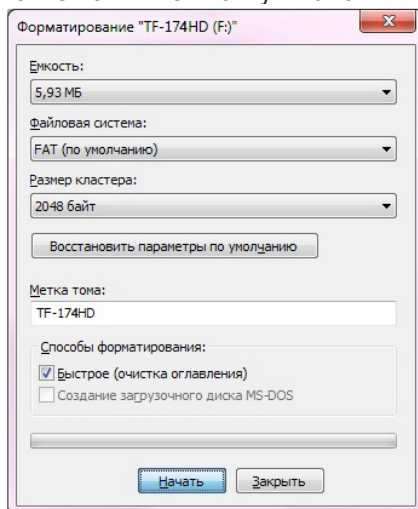 Форматирование "TF-174HD (F:)"
Емкость:
5,93 МБ
Файловая система:
FAT (по умолчанию)
Размер кластера:
2048 байт
Восстановить параметры по умолчанию
Метка тома:
TF-174HD
Способы форматирования:
Быстрое (очистка оглавления)
Создание загрузочного диска MS-DOS
Начать Закрыть